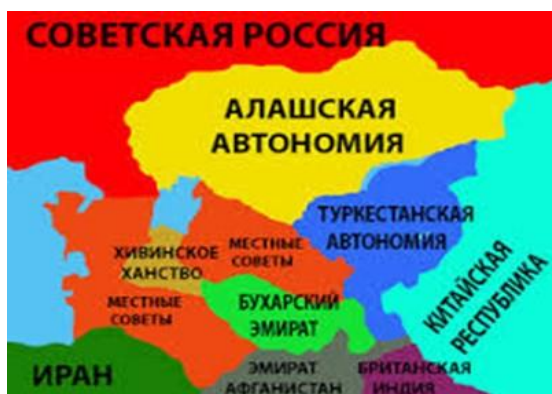 СОВЕТСКАЯ РОССИЯ
АЛАШСКАЯ
АВТОНОМИЯ
ТУРКЕСТАНСКАЯ
АВТОНОМИЯ
ХИВИНСКОЕ
ХАНСТВО
МЕСТНЫЕ
СОВЕТЫ
МЕСТНЫЕ
СОВЕТЫ
БУХАРСКИЙ
ЭМИРАТ
КИТАЙСКАЯ
РЕСПУБЛИКА
ИРАН
ЭМИРАТ
АФГАНИСТАН
БРИТАНСКАЯ
ИНДИЯ